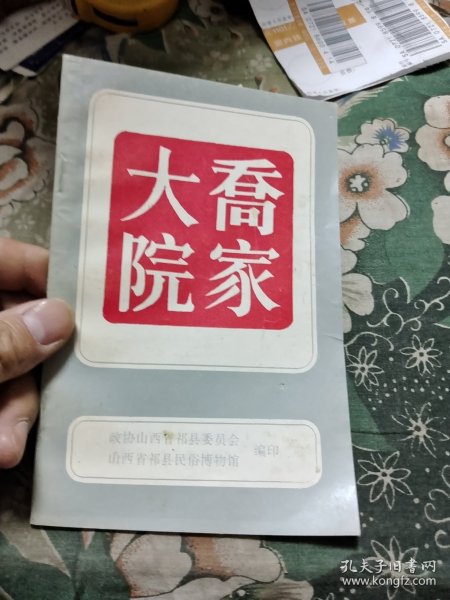 喬家
大院
政协山西省祁县委员会
山西省祁县民俗博物馆
编印
孔夫子旧书网
www.kongfz.com